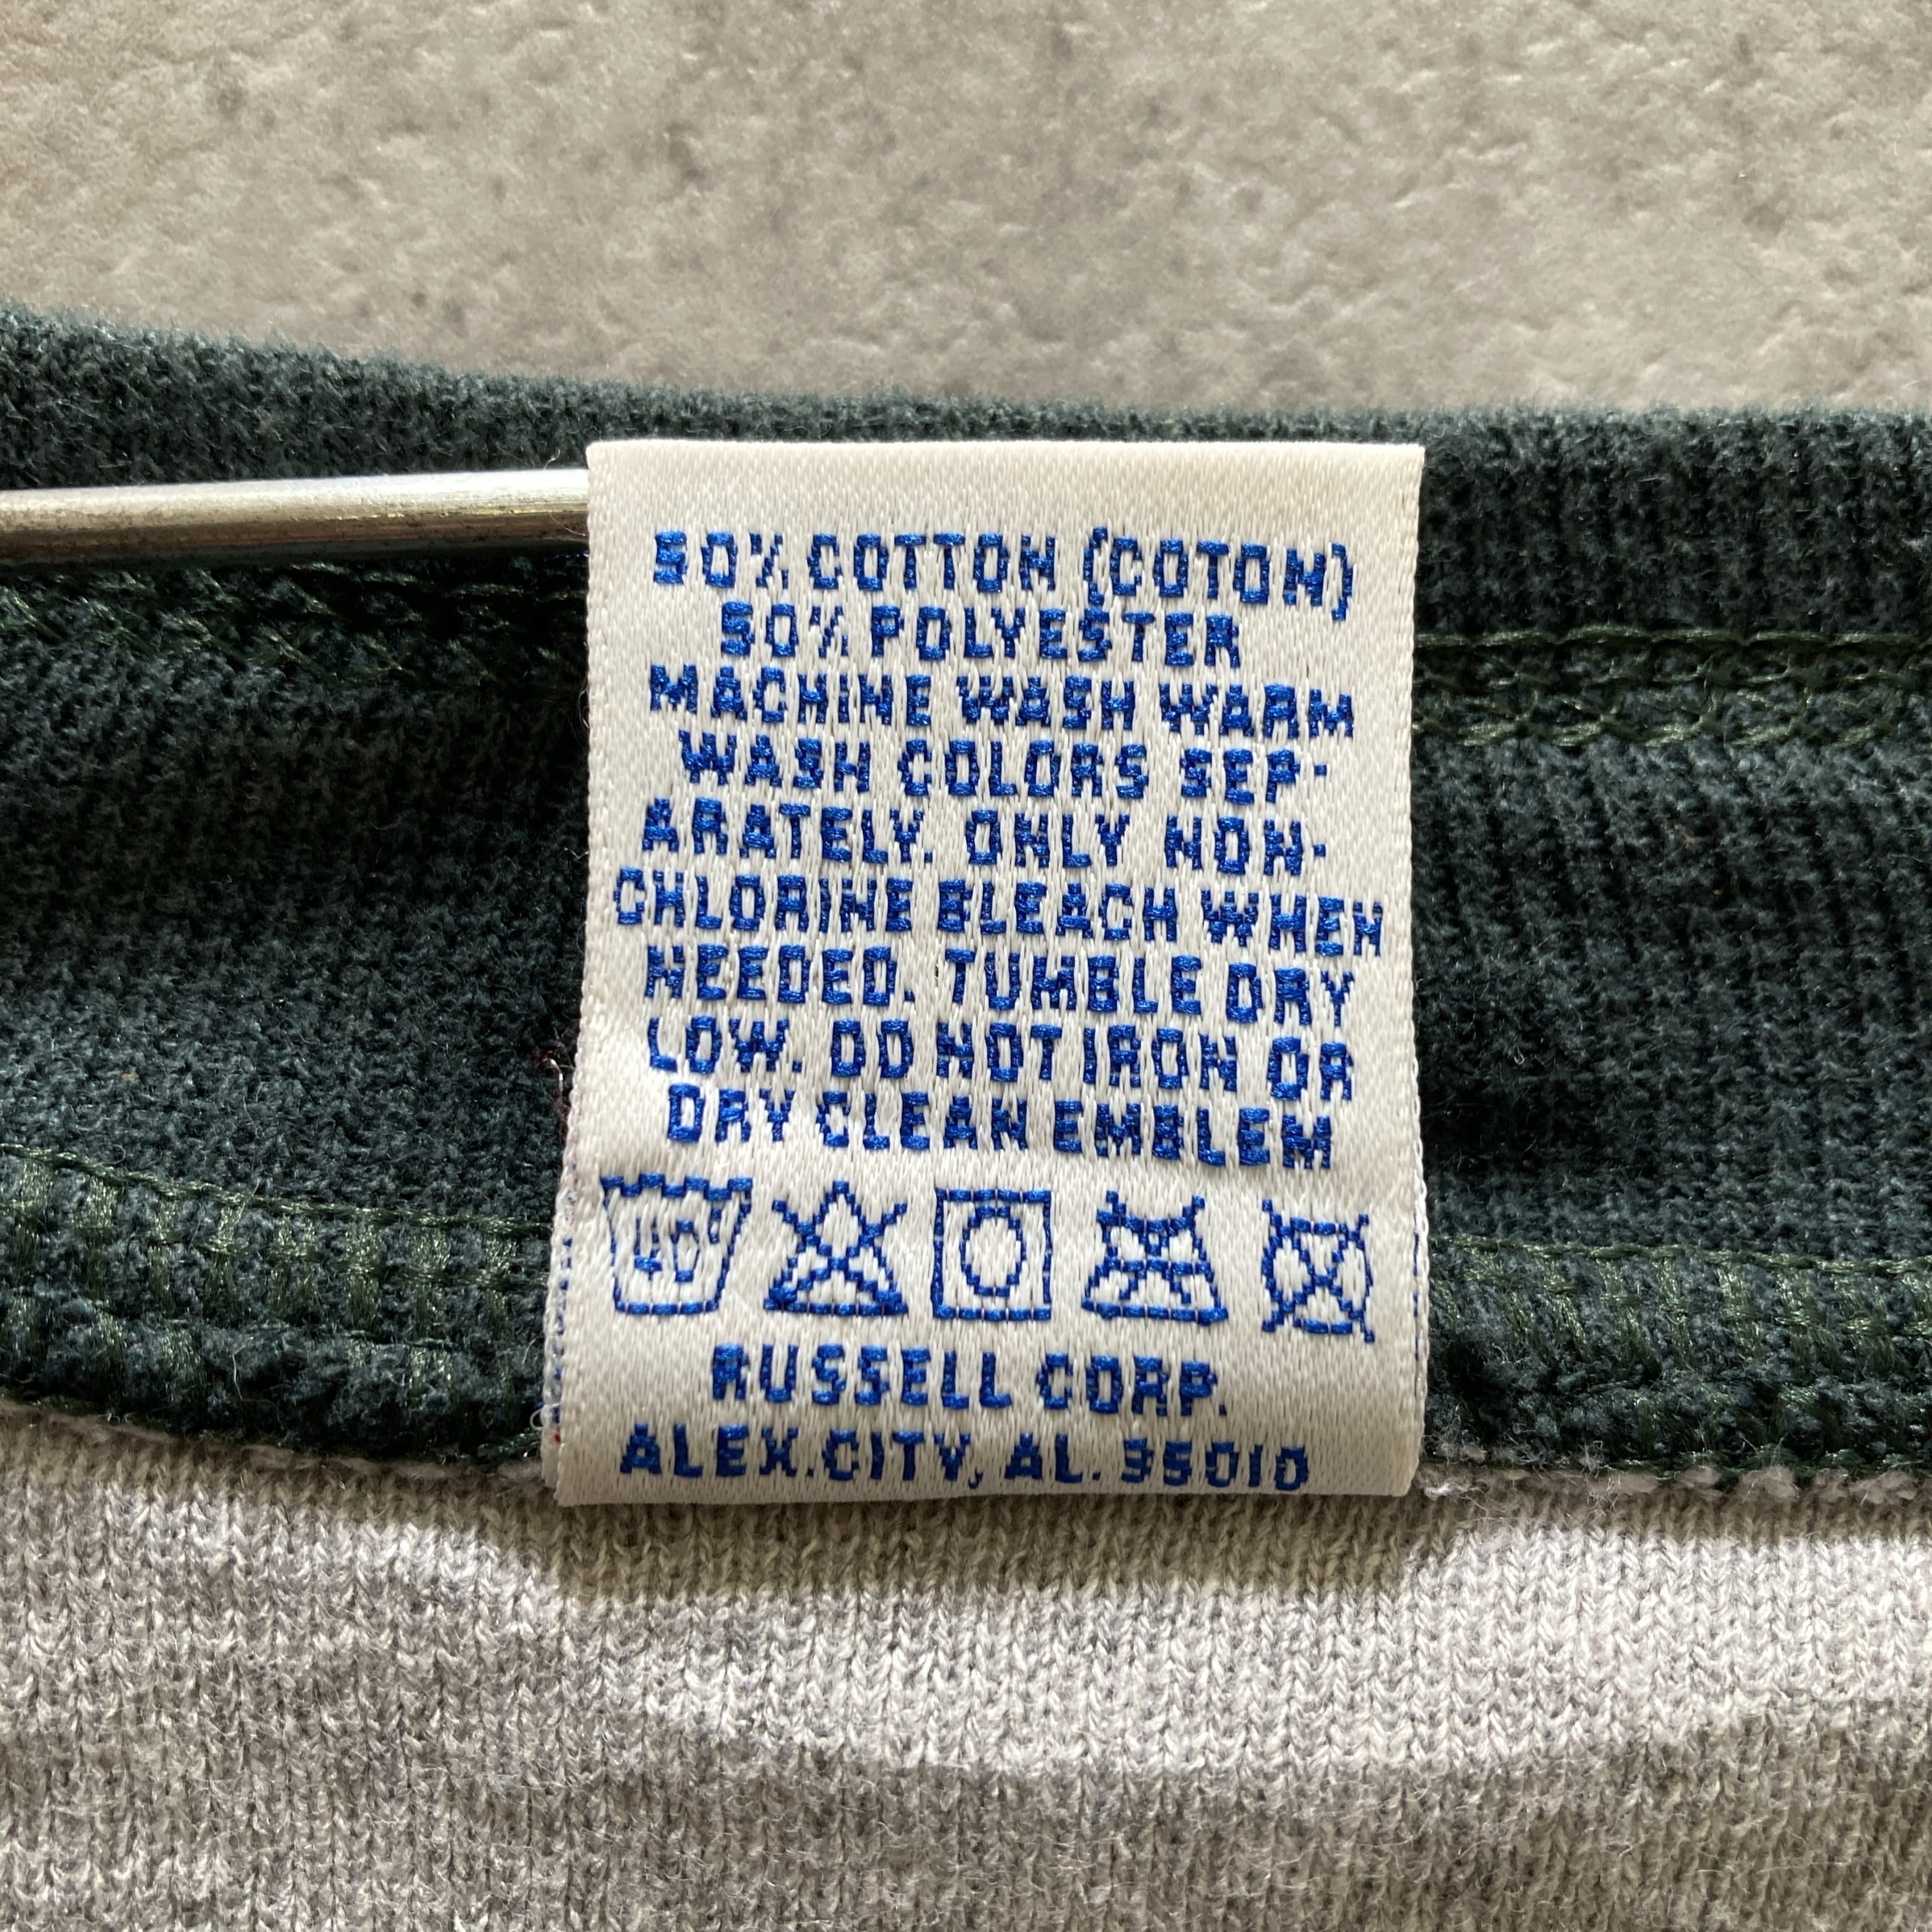 50% COTTON (COTON)
50% POLYESTER
MACHINE WASH WARM
WASH COLORS SEP-
ARATELY. ONLY NON-
CHLORINE BLEACH WHEN
NEEDED. TUMBLE DRY
LOW. DO NOT IRON OR
DRY CLEAN EMBLEM
40°
RUSSELL CORP.
ALEX.CITY, AL. 35010